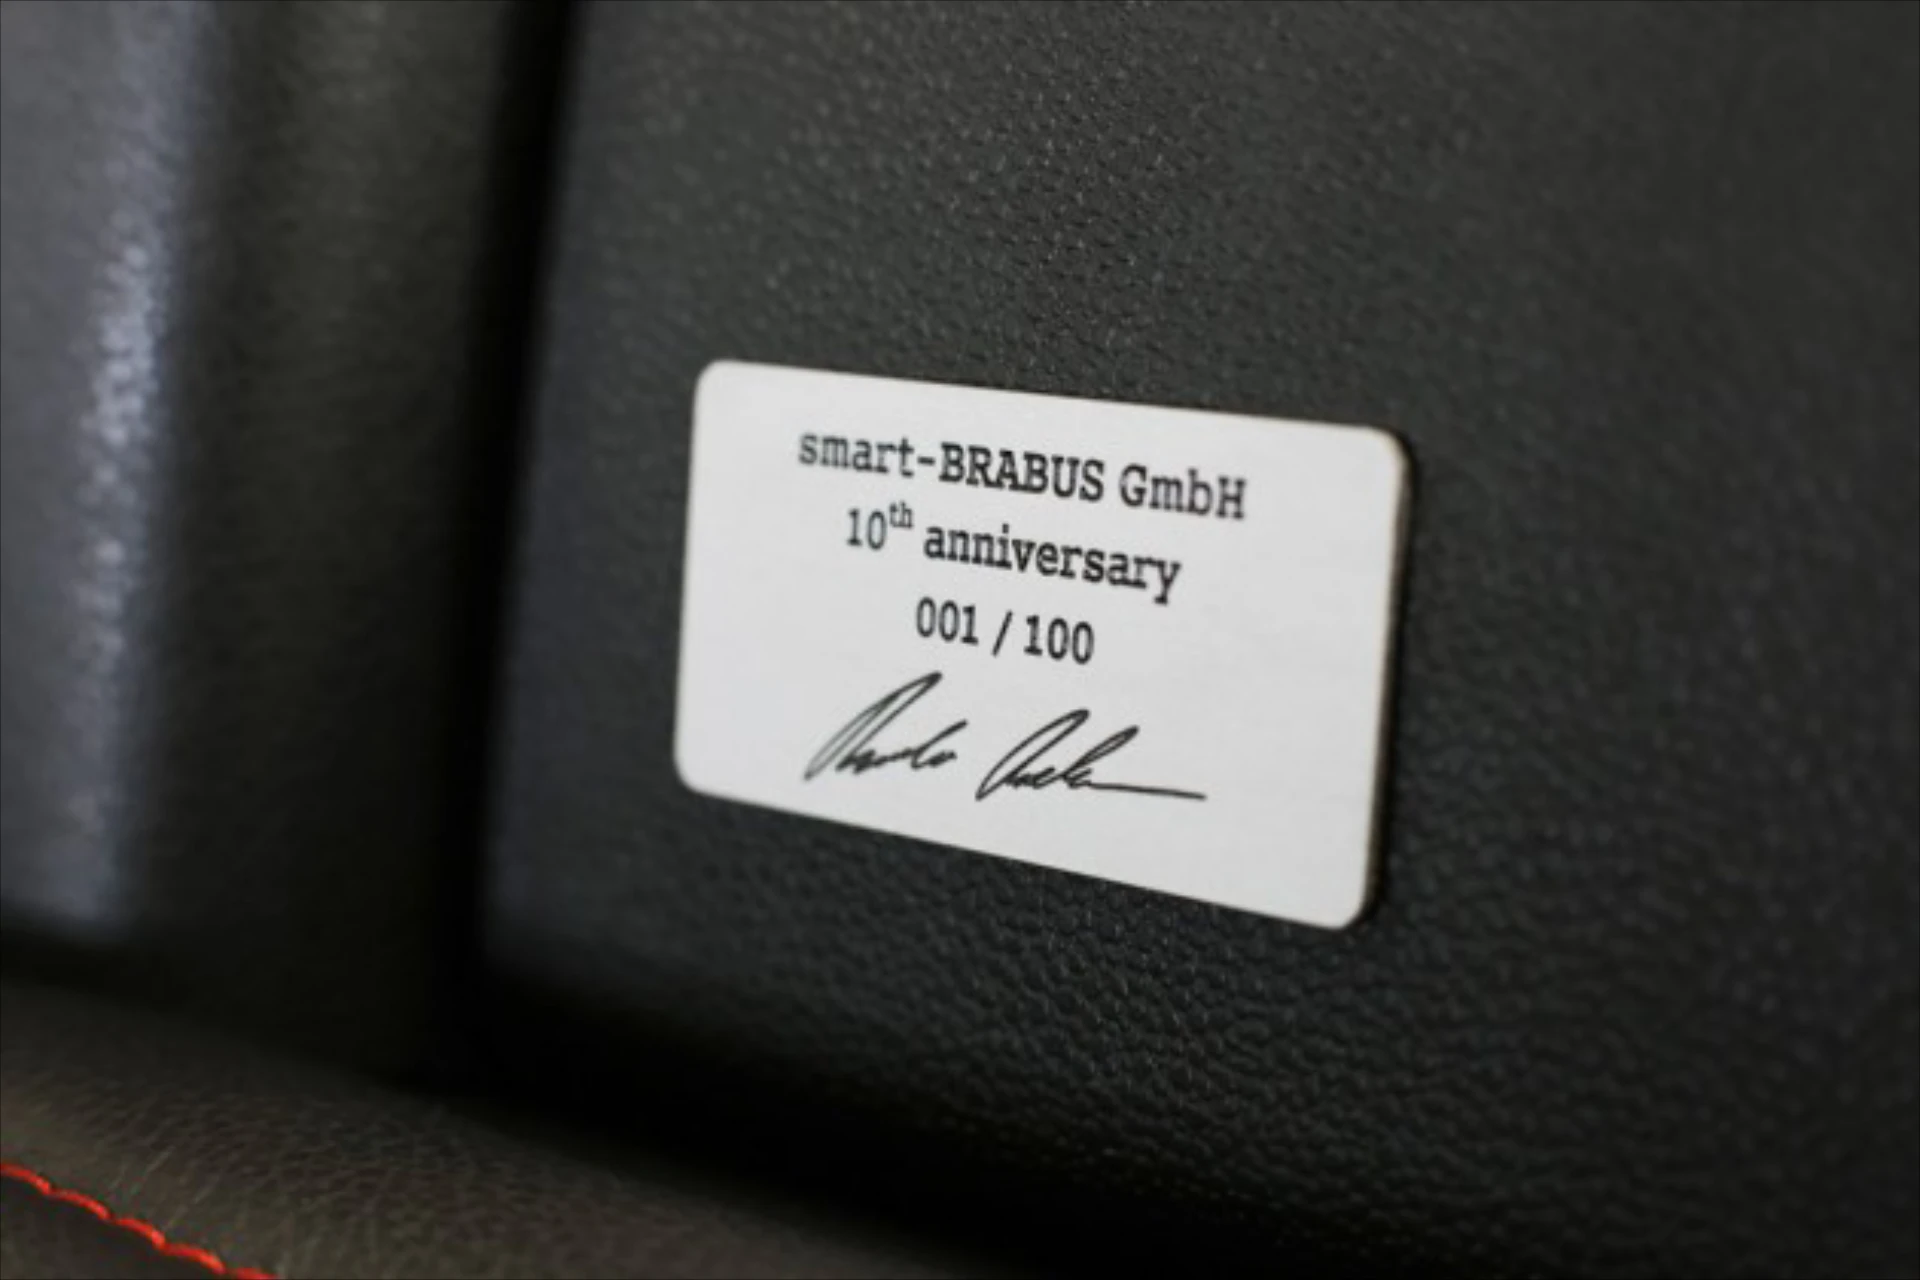 smart-BRABUS GmbH
10th anniversary
001 / 100